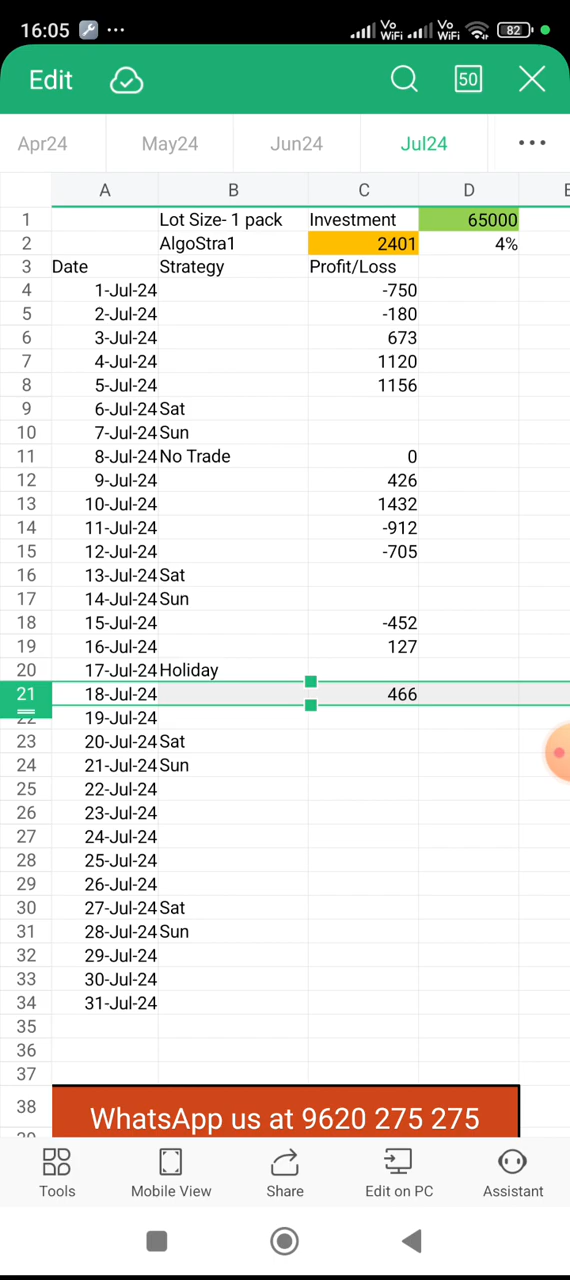 16:05 ... Vo WiFi Vo WiFi 82
Edit 50
Apr24 May24 Jun24 Jul24 ...
A B C D E
1 Lot Size- 1 pack Investment 65000
2 AlgoStra1 2401 4%
3 Date Strategy Profit/Loss
4 1-Jul-24 -750
5 2-Jul-24 -180
6 3-Jul-24 673
7 4-Jul-24 1120
8 5-Jul-24 1156
9 6-Jul-24 Sat
10 7-Jul-24 Sun
11 8-Jul-24 No Trade 0
12 9-Jul-24 426
13 10-Jul-24 1432
14 11-Jul-24 -912
15 12-Jul-24 -705
16 13-Jul-24 Sat
17 14-Jul-24 Sun
18 15-Jul-24 -452
19 16-Jul-24 127
20 17-Jul-24 Holiday
21 18-Jul-24 466
22 19-Jul-24
23 20-Jul-24 Sat
24 21-Jul-24 Sun
25 22-Jul-24
26 23-Jul-24
27 24-Jul-24
28 25-Jul-24
29 26-Jul-24
30 27-Jul-24 Sat
31 28-Jul-24 Sun
32 29-Jul-24
33 30-Jul-24
34 31-Jul-24
35
36
37
38 WhatsApp us at 9620 275 275
39
Tools Mobile View Share Edit on PC Assistant